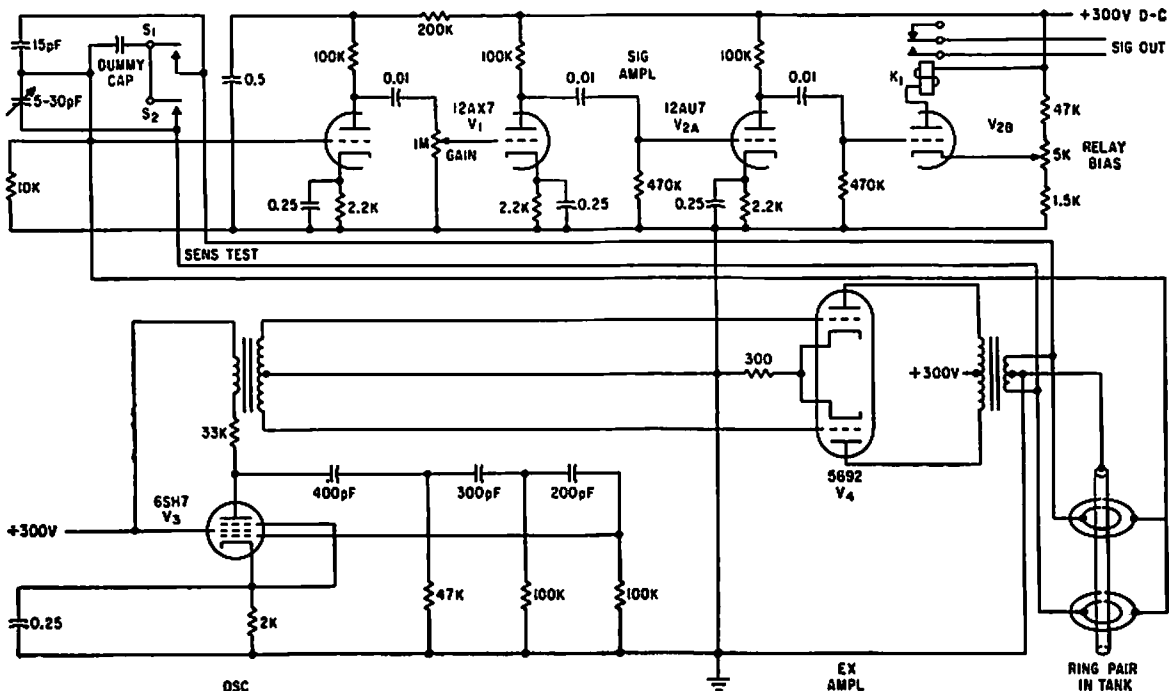 15pF
S1
DUMMY CAP
S2
5-30pF
10K
0.5
200K
100K
0.01
12AX7
V1
1M
GAIN
0.25
2.2K
100K
0.01
SIG AMPL
2.2K
0.25
470K
12AU7
V2A
100K
0.01
0.25
2.2K
470K
K1
V2B
+300V D-C
SIG OUT
47K
5K
RELAY BIAS
1.5K
SENS TEST
33K
300
+300V
5692
V4
400pF
300pF
200pF
6SH7
V3
+300V
0.25
2K
47K
100K
100K
OSC
EX AMPL
RING PAIR IN TANK